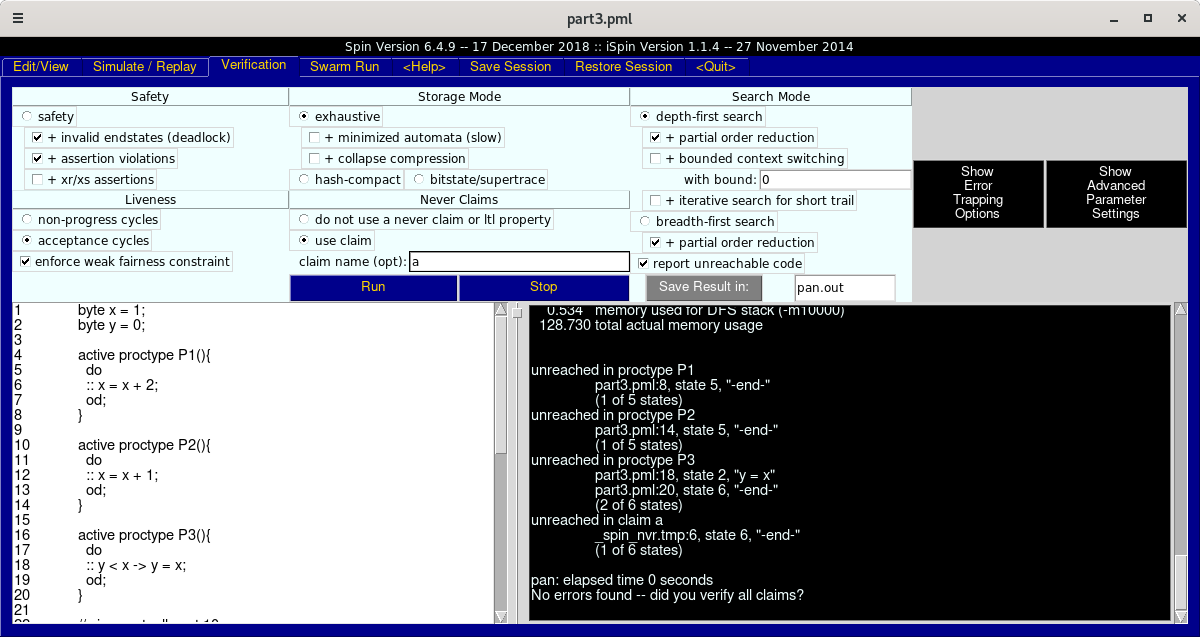 part3.pml
Spin Version 6.4.9 -- 17 December 2018 :: iSpin Version 1.1.4 -- 27 November 2014
Edit/View Simulate / Replay Verification Swarm Run <Help> Save Session Restore Session <Quit>
Safety
safety
+ invalid endstates (deadlock)
+ assertion violations
+ xr/xs assertions
Liveness
non-progress cycles
acceptance cycles
enforce weak fairness constraint
Storage Mode
exhaustive
+ minimized automata (slow)
+ collapse compression
hash-compact bitstate/supertrace
Never Claims
do not use a never claim or ltl property
use claim
claim name (opt): a
Run Stop
Search Mode
depth-first search
+ partial order reduction
+ bounded context switching
with bound: 0
+ iterative search for short trail
breadth-first search
+ partial order reduction
report unreachable code
Save Result in: pan.out
Show
Error
Trapping
Options
Show
Advanced
Parameter
Settings
1 byte x = 1;
2 byte y = 0;
3
4 active proctype P1(){
5 do
6 :: x = x + 2;
7 od;
8 }
9
10 active proctype P2(){
11 do
12 :: x = x + 1;
13 od;
14 }
15
16 active proctype P3(){
17 do
18 :: y < x -> y = x;
19 od;
20 }
21
0.534 memory used for DFS stack (-m10000)
128.730 total actual memory usage
unreached in proctype P1
part3.pml:8, state 5, "-end-"
(1 of 5 states)
unreached in proctype P2
part3.pml:14, state 5, "-end-"
(1 of 5 states)
unreached in proctype P3
part3.pml:18, state 2, "y = x"
part3.pml:20, state 6, "-end-"
(2 of 6 states)
unreached in claim a
_spin_nvr.tmp:6, state 6, "-end-"
(1 of 6 states)
pan: elapsed time 0 seconds
No errors found -- did you verify all claims?